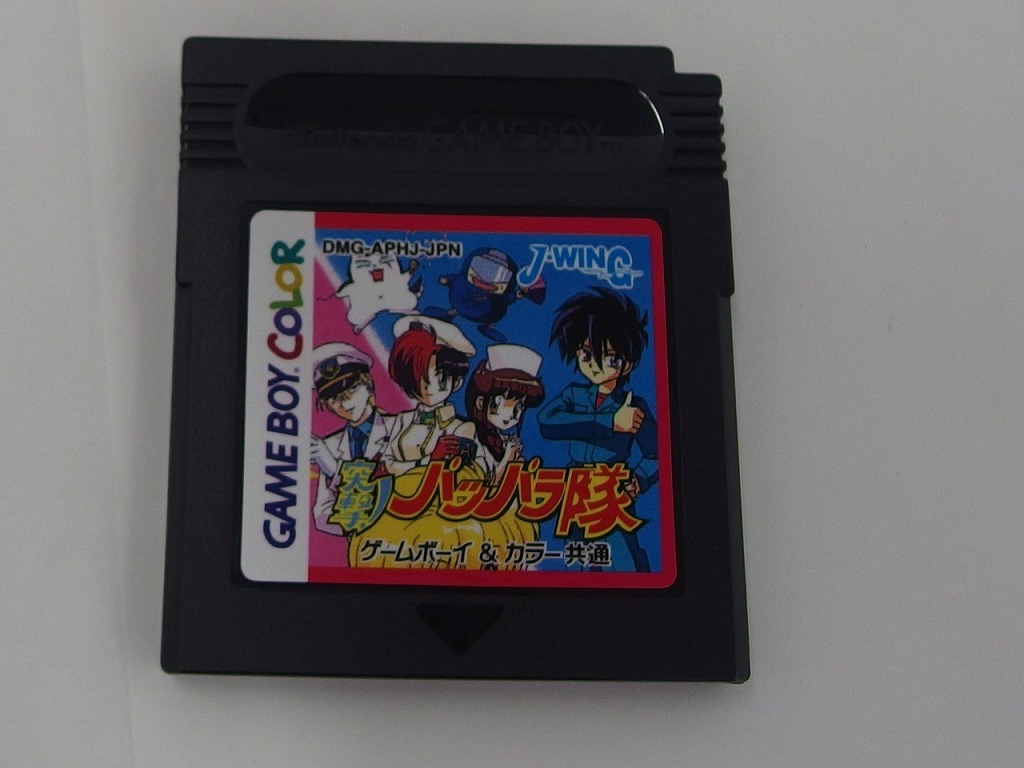 Nintendo GAME BOY™
GAME BOY COLOR
DMG-APHJ-JPN
J·WING
突撃!
パッパラ隊
ゲームボーイ & カラー共通